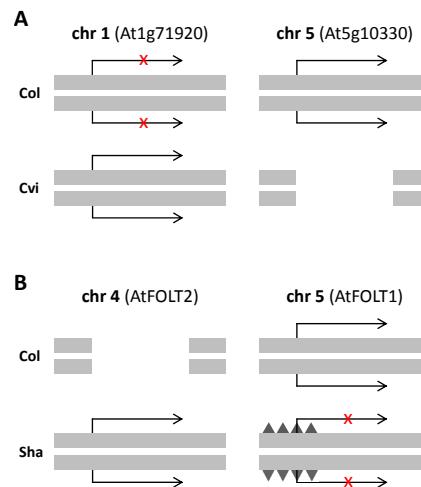 A
chr 1 (At1g71920) chr 5 (At5g10330)
X
Col
X
Cvi
B
chr 4 (AtFOLT2) chr 5 (AtFOLT1)
Col
X
Sha
X